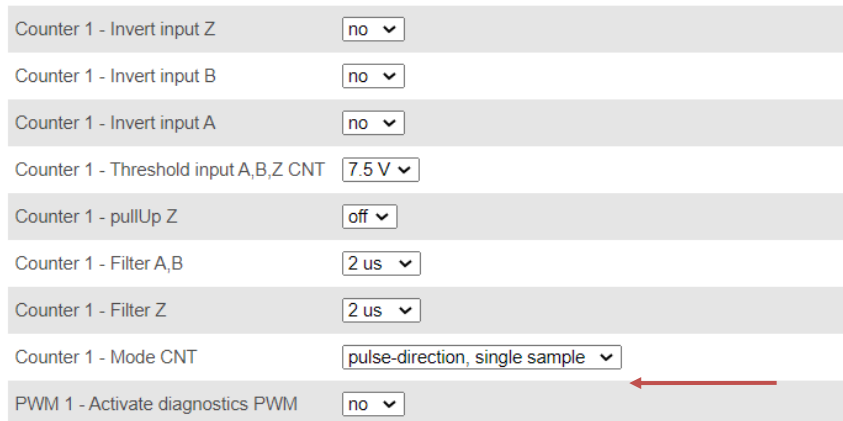 Counter 1 - Invert input Z no
Counter 1 - Invert input B no
Counter 1 - Invert input A no
Counter 1 - Threshold input A,B,Z CNT 7.5 V
Counter 1 - pullUp Z off
Counter 1 - Filter A,B 2 us
Counter 1 - Filter Z 2 us
Counter 1 - Mode CNT pulse-direction, single sample
PWM 1 - Activate diagnostics PWM no